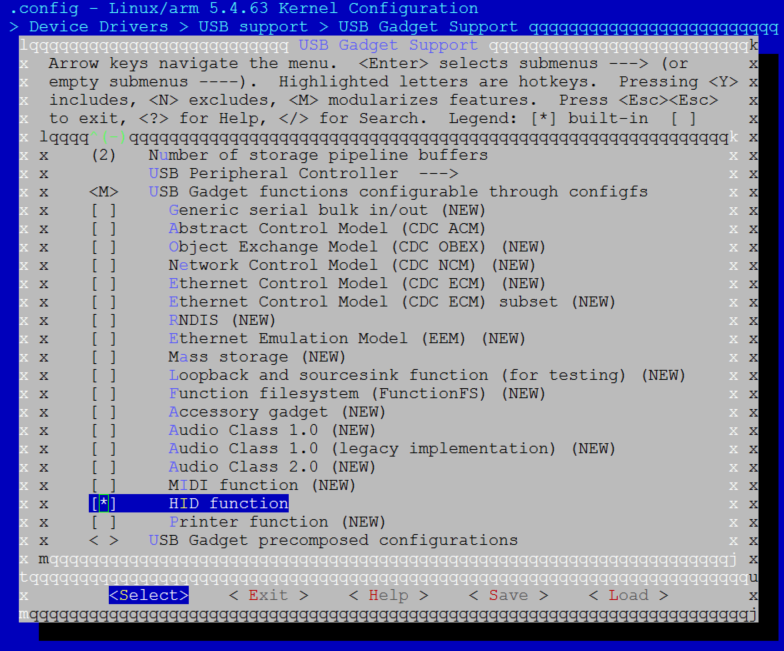 .config - Linux/arm 5.4.63 Kernel Configuration
> Device Drivers > USB support > USB Gadget Support qqqqqqqqqqqqqqqqqqqqqqqqq
lqqqqqqqqqqqqqqqqqqqqqqqqqq USB Gadget Support qqqqqqqqqqqqqqqqqqqqqqqqqqk
x Arrow keys navigate the menu. <Enter> selects submenus ---> (or x
x empty submenus ----). Highlighted letters are hotkeys. Pressing <Y> x
x includes, <N> excludes, <M> modularizes features. Press <Esc><Esc> x
x to exit, <?> for Help, </> for Search. Legend: [*] built-in [ ] x
x lqqqq^(-)qqqqqqqqqqqqqqqqqqqqqqqqqqqqqqqqqqqqqqqqqqqqqqqqqqqqqqqqqqqqk x
x x (2) Number of storage pipeline buffers x x
x x USB Peripheral Controller ---> x x
x x <M> USB Gadget functions configurable through configfs x x
x x [ ] Generic serial bulk in/out (NEW) x x
x x [ ] Abstract Control Model (CDC ACM) x x
x x [ ] Object Exchange Model (CDC OBEX) (NEW) x x
x x [ ] Network Control Model (CDC NCM) (NEW) x x
x x [ ] Ethernet Control Model (CDC ECM) (NEW) x x
x x [ ] Ethernet Control Model (CDC ECM) subset (NEW) x x
x x [ ] RNDIS (NEW) x x
x x [ ] Ethernet Emulation Model (EEM) (NEW) x x
x x [ ] Mass storage (NEW) x x
x x [ ] Loopback and sourcesink function (for testing) (NEW) x x
x x [ ] Function filesystem (FunctionFS) (NEW) x x
x x [ ] Accessory gadget (NEW) x x
x x [ ] Audio Class 1.0 (NEW) x x
x x [ ] Audio Class 1.0 (legacy implementation) (NEW) x x
x x [ ] Audio Class 2.0 (NEW) x x
x x [ ] MIDI function (NEW) x x
x x [*] HID function x x
x x [ ] Printer function (NEW) x x
x x < > USB Gadget precomposed configurations x x
x mqqqqqqqqqqqqqqqqqqqqqqqqqqqqqqqqqqqqqqqqqqqqqqqqqqqqqqqqqqqqqqqqqqqqj x
tqqqqqqqqqqqqqqqqqqqqqqqqqqqqqqqqqqqqqqqqqqqqqqqqqqqqqqqqqqqqqqqqqqqqqqqqu
x <Select> < Exit > < Help > < Save > < Load > x
mqqqqqqqqqqqqqqqqqqqqqqqqqqqqqqqqqqqqqqqqqqqqqqqqqqqqqqqqqqqqqqqqqqqqqqqqj